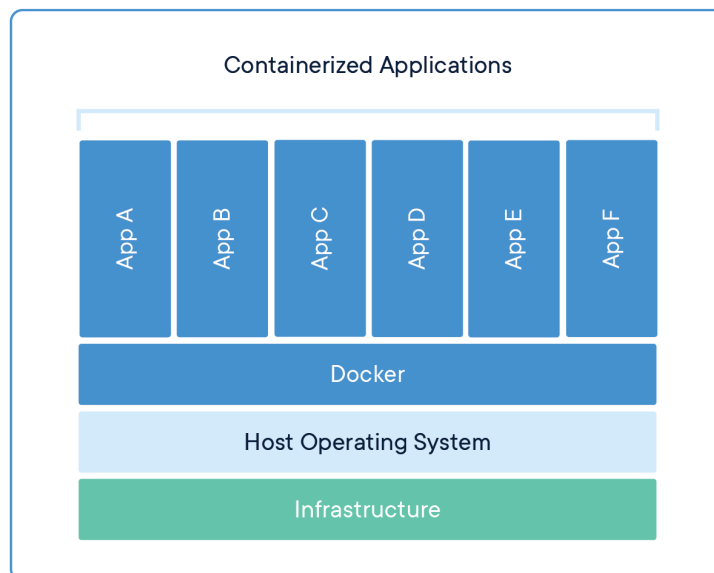 Containerized Applications
App A
App B
App C
App D
App E
App F
Docker
Host Operating System
Infrastructure